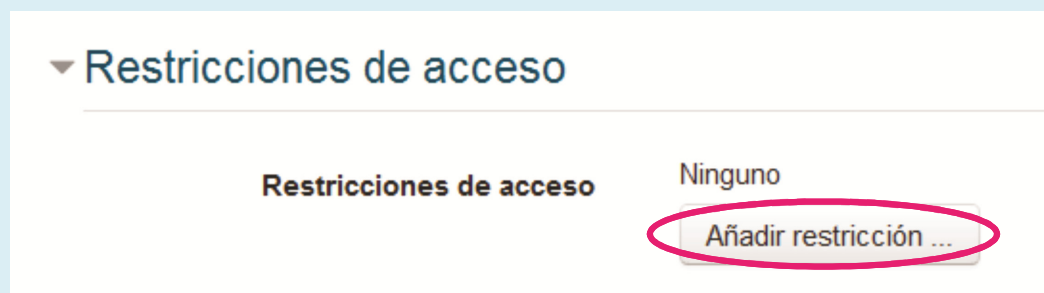 Restricciones de acceso
Restricciones de acceso
Ninguno
Añadir restricción ...